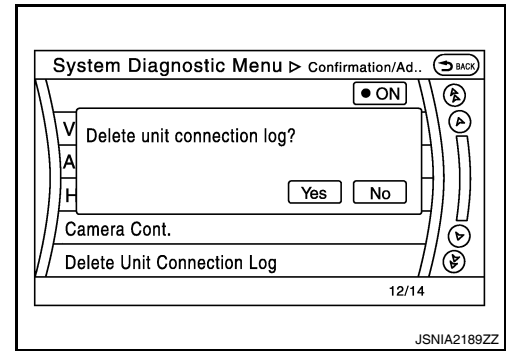 System Diagnostic Menu ▷ Confirmation/Ad..
BACK
● ON
V
Delete unit connection log?
A
H
Yes No
Camera Cont.
Delete Unit Connection Log
12/14
JSNIA2189ZZ